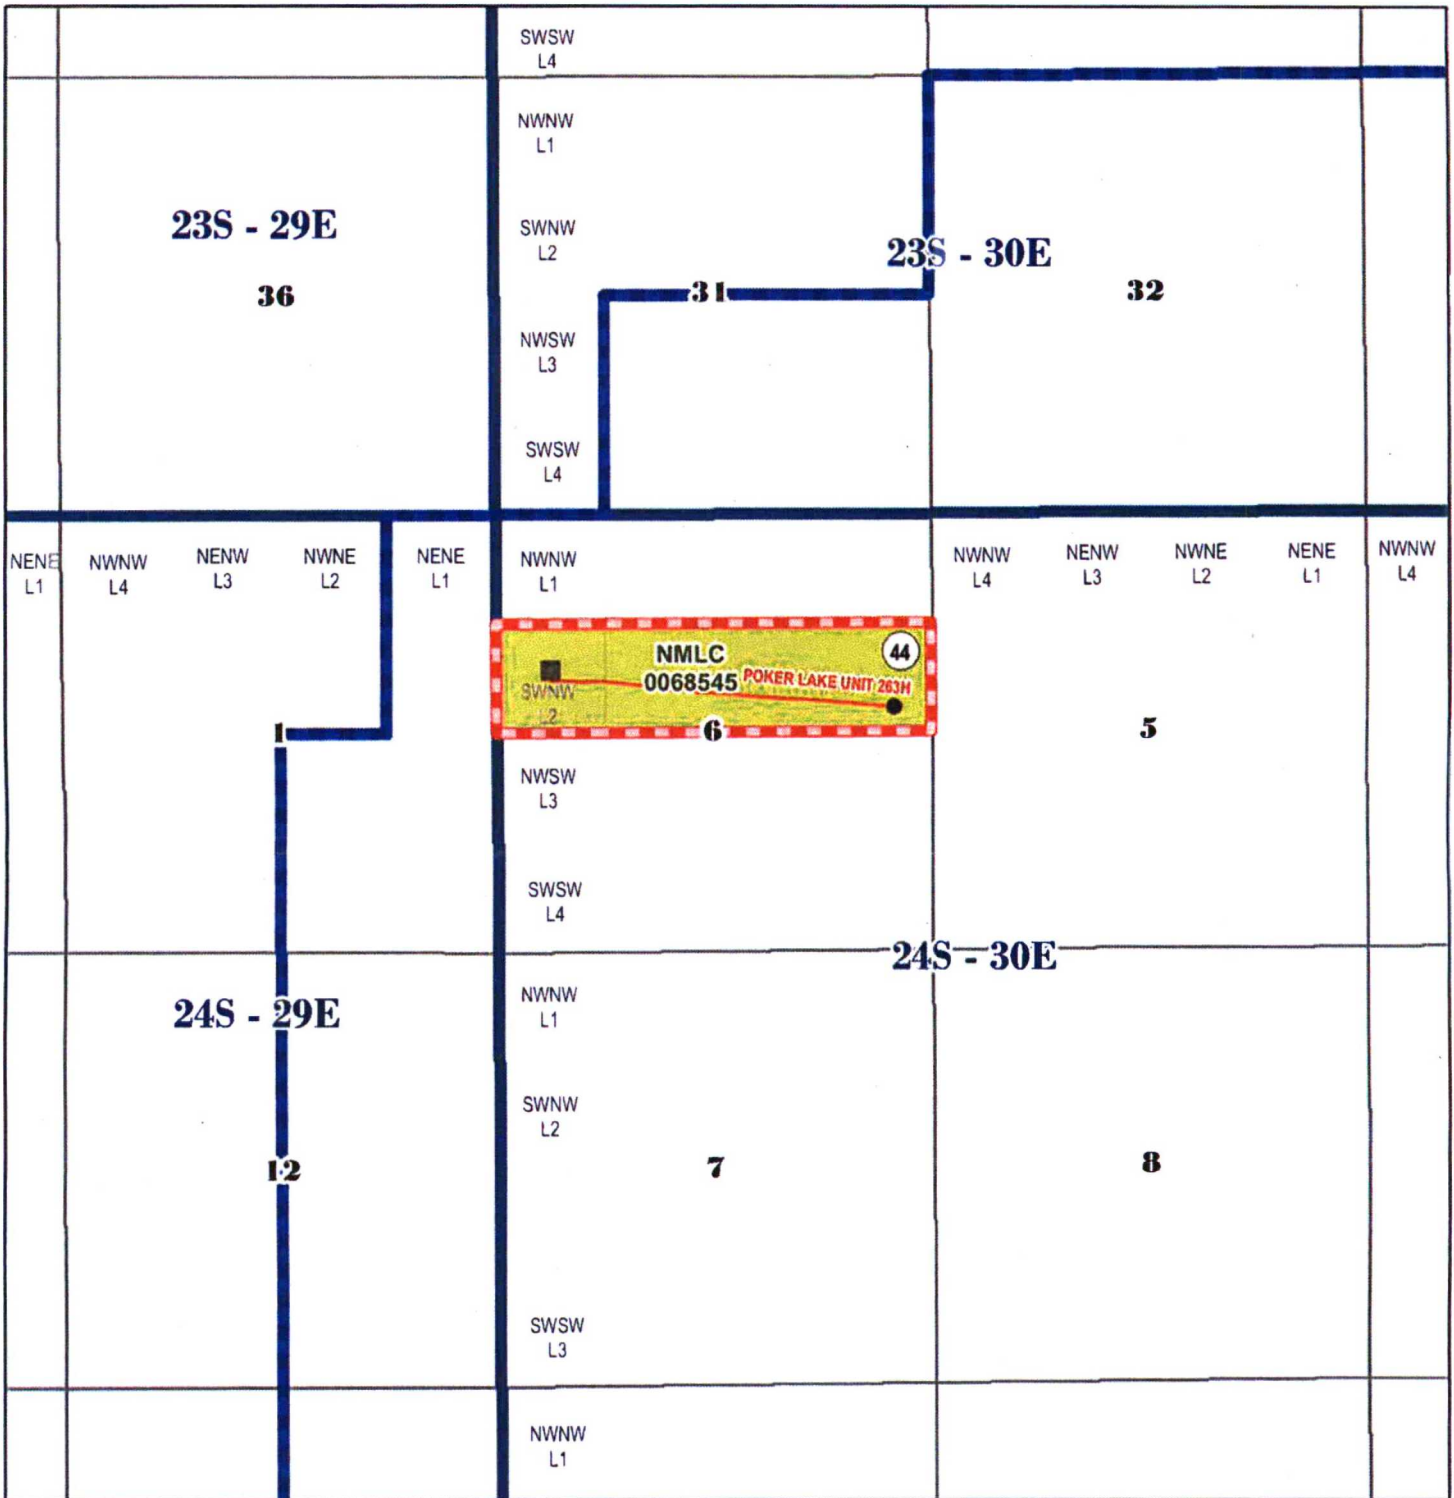 SWSW
L4
NWNW
L1
23S - 29E
SWNW
L2
23S - 30E
36
31
32
NWSW
L3
SWSW
L4
NENE
L1
NWNW
L4
NENW
L3
NWNE
L2
NENE
L1
NWNW
L1
NWNW
L4
NENW
L3
NWNE
L2
NENE
L1
NWNW
L4
NMLC
0068545
44
POKER LAKE UNIT 263H
SWNW
L2
1
6
5
NWSW
L3
SWSW
L4
24S - 30E
24S - 29E
NWNW
L1
SWNW
L2
12
7
8
SWSW
L3
NWNW
L1